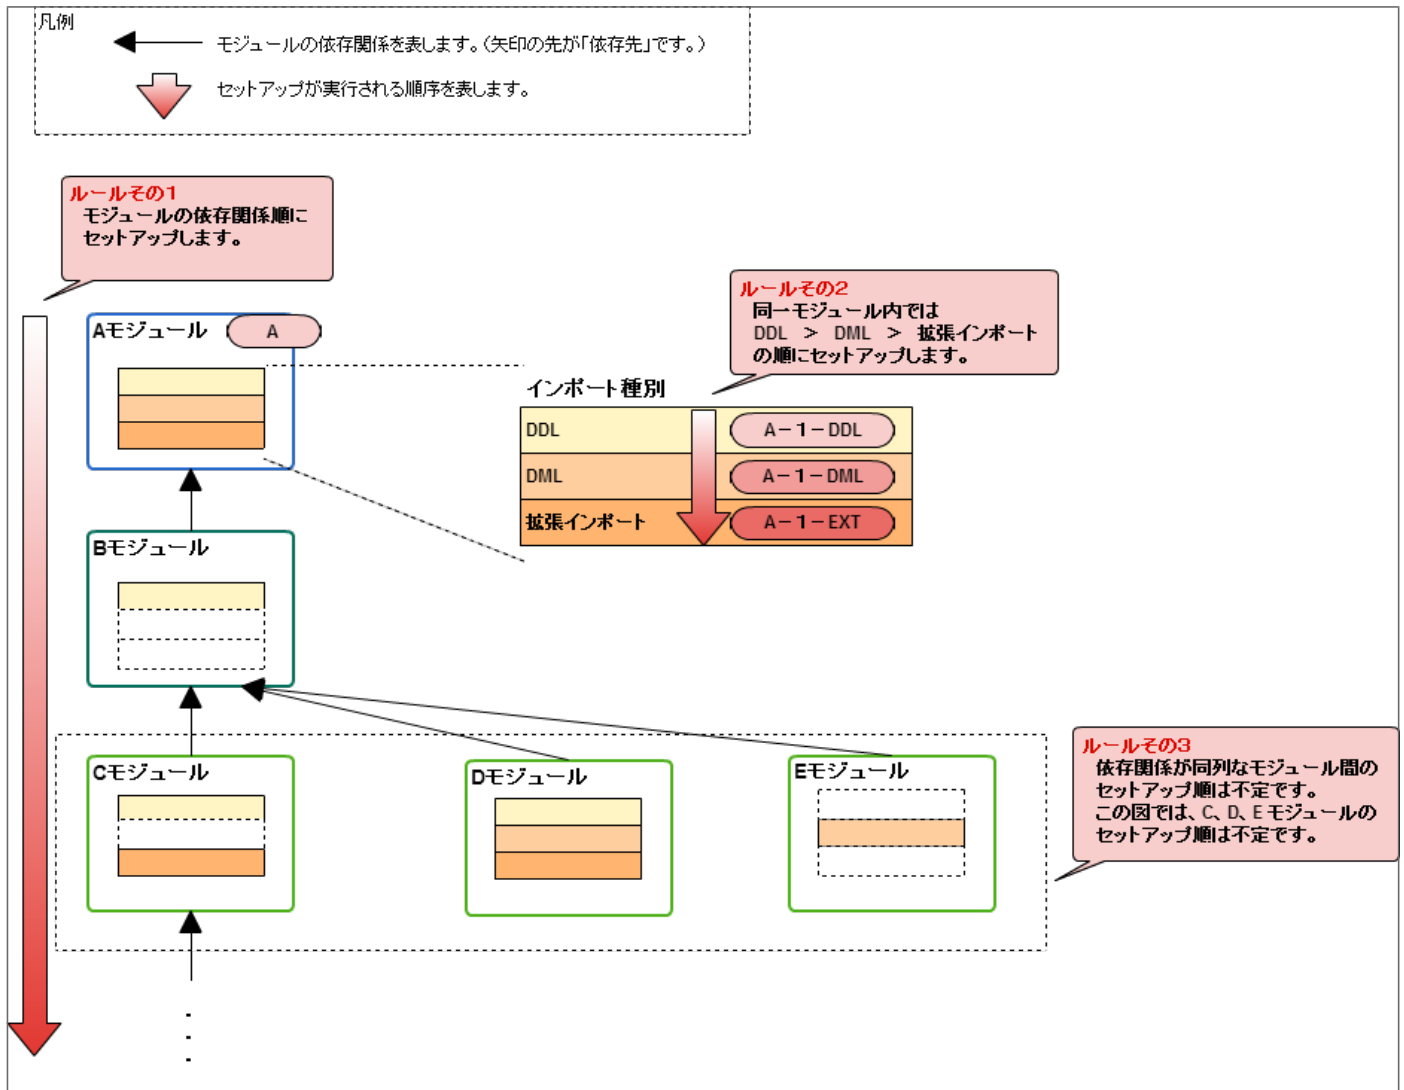 凡例
モジュールの依存関係を表します。(矢印の先が「依存先」です。)
セットアップが実行される順序を表します。
ルールその1
モジュールの依存関係順に
セットアップします。
ルールその2
同一モジュール内では
DDL > DML > 拡張インポート
の順にセットアップします。
Aモジュール
A
インポート種別
DDL
A-1-DDL
DML
A-1-DML
拡張インポート
A-1-EXT
Bモジュール
ルールその3
依存関係が同列なモジュール間の
セットアップ順は不定です。
この図では、C、D、Eモジュールの
セットアップ順は不定です。
Cモジュール
Dモジュール
Eモジュール